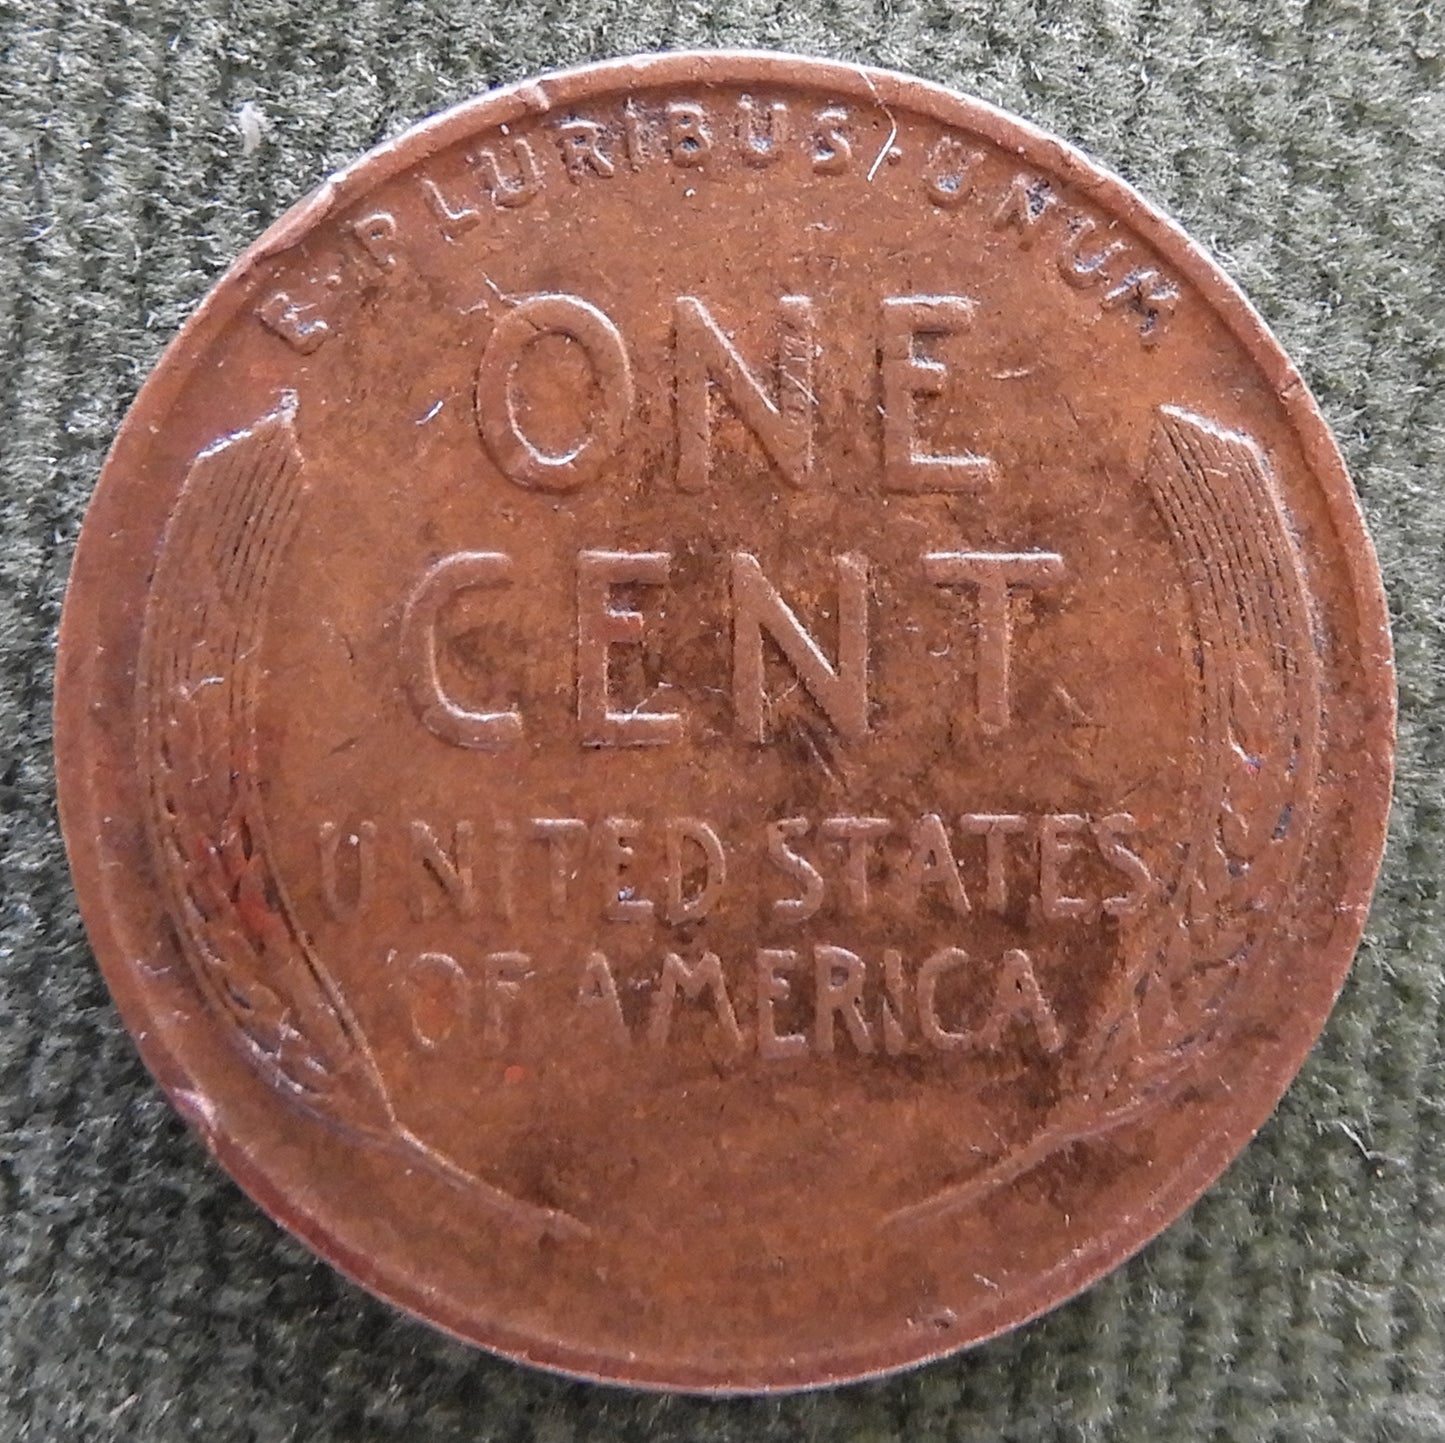 E·PLURIBUS·UNUM
ONE
CENT
UNITED STATES
OF AMERICA